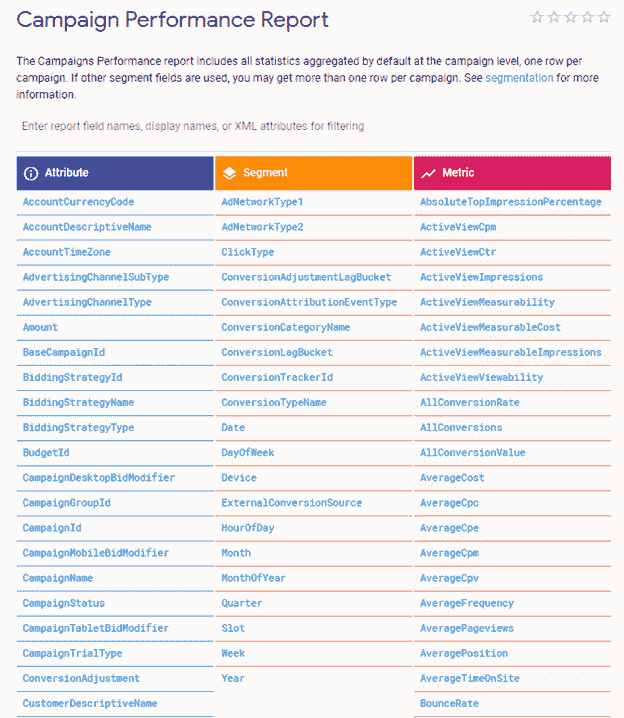 Campaign Performance Report
The Campaigns Performance report includes all statistics aggregated by default at the campaign level, one row per
campaign. If other segment fields are used, you may get more than one row per campaign. See segmentation for more
information.
Enter report field names, display names, or XML attributes for filtering
Attribute Segment Metric
AccountCurrencyCode AdNetworkType1 AbsoluteTopImpressionPercentage
AccountDescriptiveName AdNetworkType2 ActiveViewCpm
AccountTimeZone ClickType ActiveViewCtr
AdvertisingChannelSubType ConversionAdjustmentLagBucket ActiveViewImpressions
AdvertisingChannelType ConversionAttributionEventType ActiveViewMeasurability
Amount ConversionCategoryName ActiveViewMeasurableCost
BaseCampaignId ConversionLagBucket ActiveViewMeasurableImpressions
BiddingStrategyId ConversionTrackerId ActiveViewViewability
BiddingStrategyName ConversionTypeName AllConversionRate
BiddingStrategyType Date AllConversions
BudgetId DayOfWeek AllConversionValue
CampaignDesktopBidModifier Device AverageCost
CampaignGroupId ExternalConversionSource AverageCpc
CampaignId HourOfDay AverageCpe
CampaignMobileBidModifier Month AverageCpm
CampaignName MonthOfYear AverageCpv
CampaignStatus Quarter AverageFrequency
CampaignTabletBidModifier Slot AveragePageviews
CampaignTrialType Week AveragePosition
ConversionAdjustment Year AverageTimeOnSite
CustomerDescriptiveName BounceRate